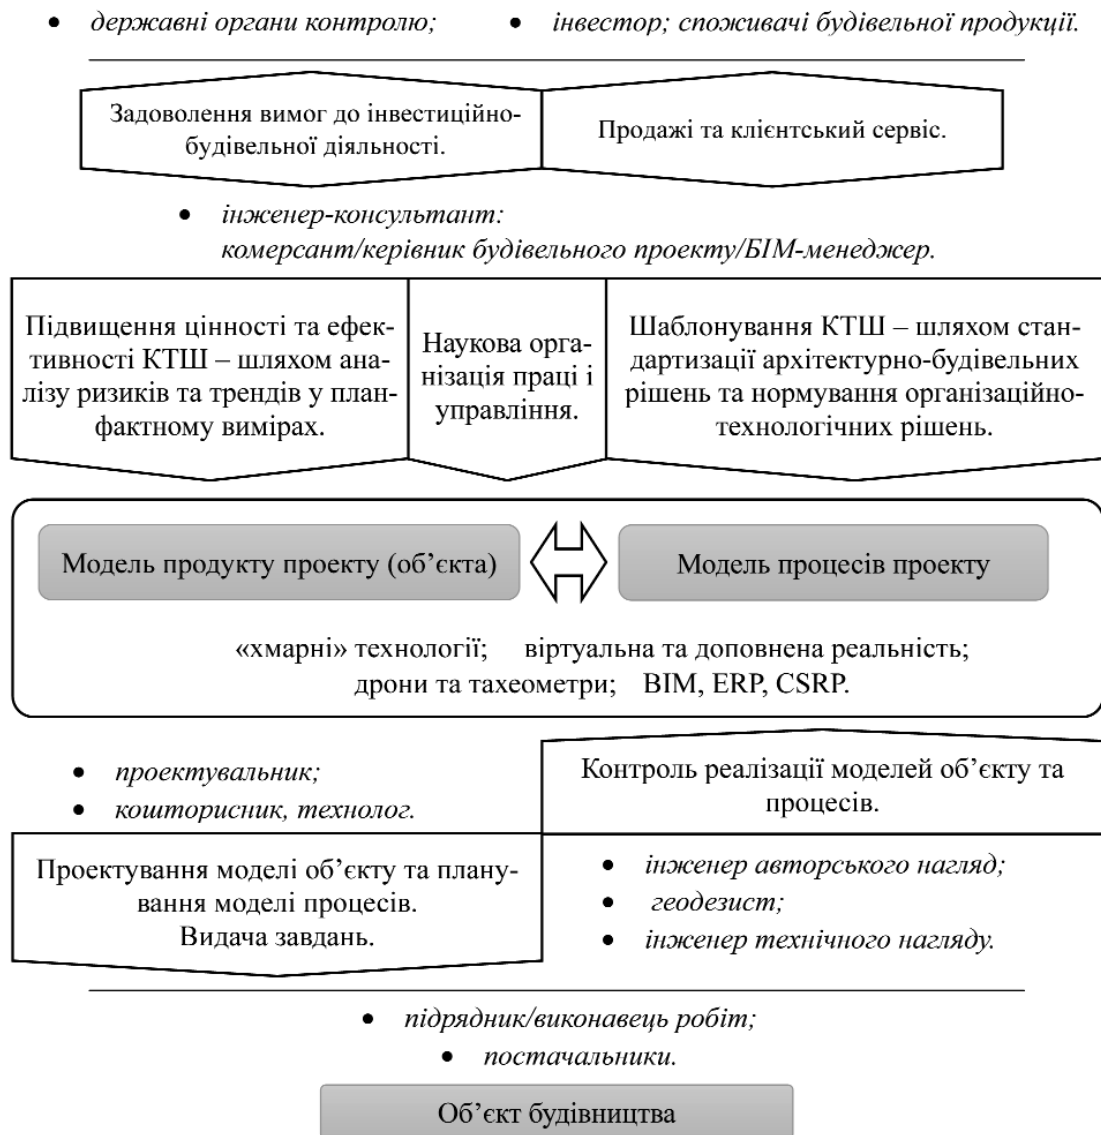 • державні органи контролю; • інвестор; споживачі будівельної продукції.
Задоволення вимог до інвестиційно-
будівельної діяльності.
Продажі та клієнтський сервіс.
• інженер-консультант:
комерсант/керівник будівельного проекту/БІМ-менеджер.
Підвищення цінності та ефек-
тивності КТШ – шляхом ана-
лізу ризиків та трендів у план-
фактному вимірах.
Наукова орга-
нізація праці і
управління.
Шаблонування КТШ – шляхом стан-
дартизації архітектурно-будівельних
рішень та нормування організаційно-
технологічних рішень.
Модель продукту проекту (об’єкта)
Модель процесів проекту
«хмарні» технології; віртуальна та доповнена реальність;
дрони та тахеометри; BIM, ERP, CSRP.
• проектувальник;
• кошторисник, технолог.
Контроль реалізації моделей об’єкту та
процесів.
Проектування моделі об’єкту та плану-
вання моделі процесів.
Видача завдань.
• інженер авторського нагляд;
• геодезист;
• інженер технічного нагляду.
• підрядник/виконавець робіт;
• постачальники.
Об’єкт будівництва